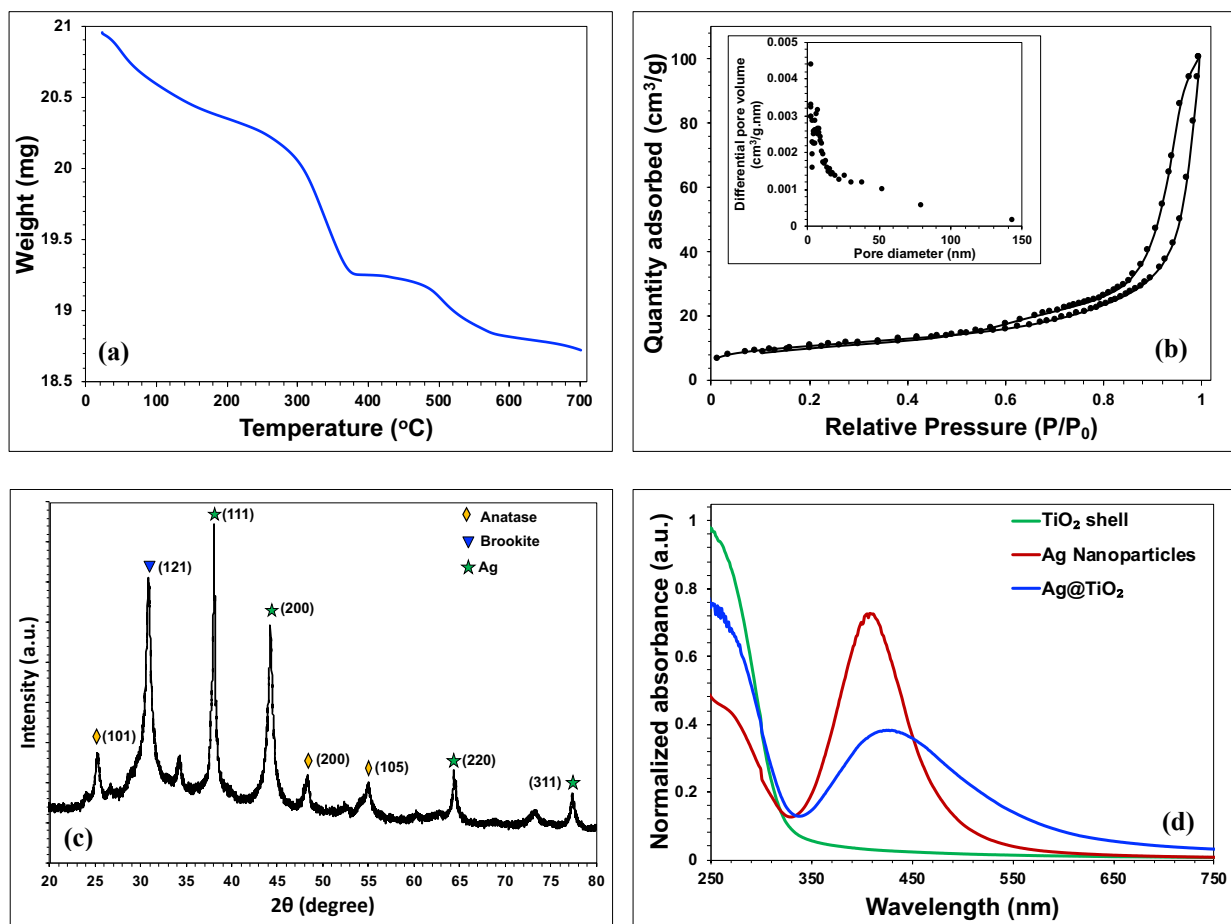 21
20.5
20
19.5
19
18.5
Weight (mg)
(a)
0 100 200 300 400 500 600 700
Temperature (°C)
100
80
60
40
20
0
Quantity adsorbed (cm³/g)
0.005
0.004
0.003
0.002
0.001
0
Differential pore volume
(cm³/g.nm)
0 50 100 150
Pore diameter (nm)
(b)
0 0.2 0.4 0.6 0.8 1
Relative Pressure (P/P₀)
Intensity (a.u.)
(111)
Anatase
Brookite
Ag
(121)
(200)
(101)
(200)
(105)
(220)
(311)
(c)
20 25 30 35 40 45 50 55 60 65 70 75 80
2θ (degree)
1
0.8
0.6
0.4
0.2
0
Normalized absorbance (a.u.)
TiO₂ shell
Ag Nanoparticles
Ag@TiO₂
(d)
250 350 450 550 650 750
Wavelength (nm)